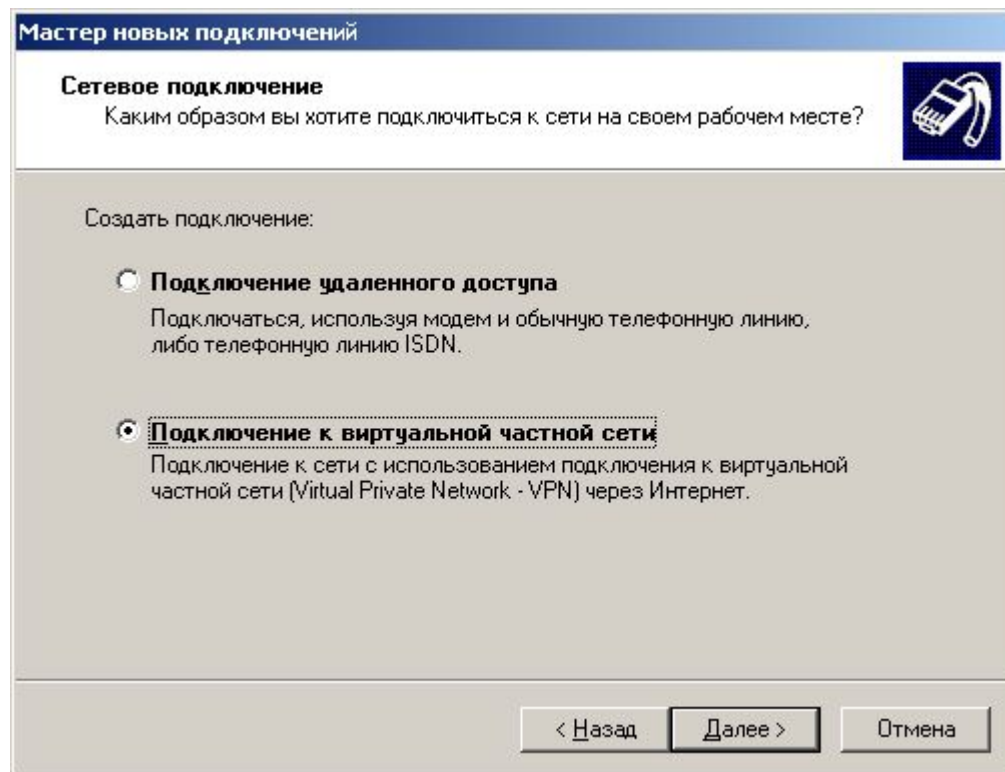 Мастер новых подключений
Сетевое подключение
Каким образом вы хотите подключиться к сети на своем рабочем месте?
Создать подключение:
Подключение удаленного доступа
Подключаться, используя модем и обычную телефонную линию,
либо телефонную линию ISDN.
Подключение к виртуальной частной сети
Подключение к сети с использованием подключения к виртуальной
частной сети (Virtual Private Network - VPN) через Интернет.
< Назад Далее > Отмена